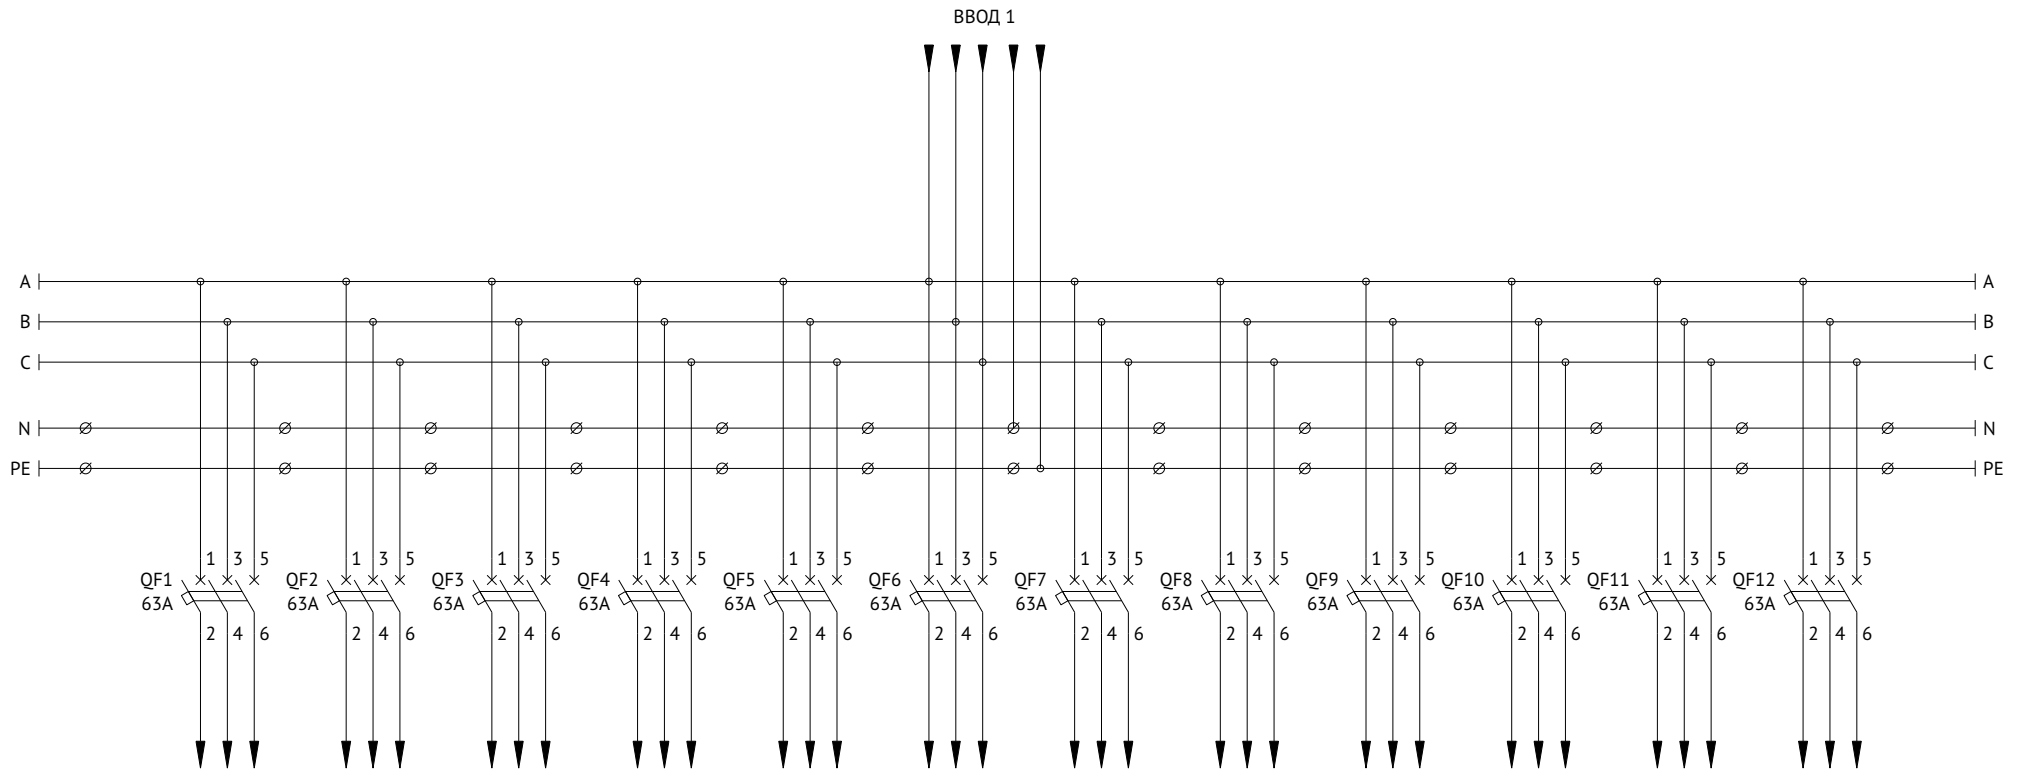 ВВОД 1
A A
B B
C C
N N
PE PE
1 3 5 1 3 5 1 3 5 1 3 5 1 3 5 1 3 5 1 3 5 1 3 5 1 3 5 1 3 5 1 3 5 1 3 5
QF1 QF2 QF3 QF4 QF5 QF6 QF7 QF8 QF9 QF10 QF11 QF12
63A 63A 63A 63A 63A 63A 63A 63A 63A 63A 63A 63A
2 4 6 2 4 6 2 4 6 2 4 6 2 4 6 2 4 6 2 4 6 2 4 6 2 4 6 2 4 6 2 4 6 2 4 6